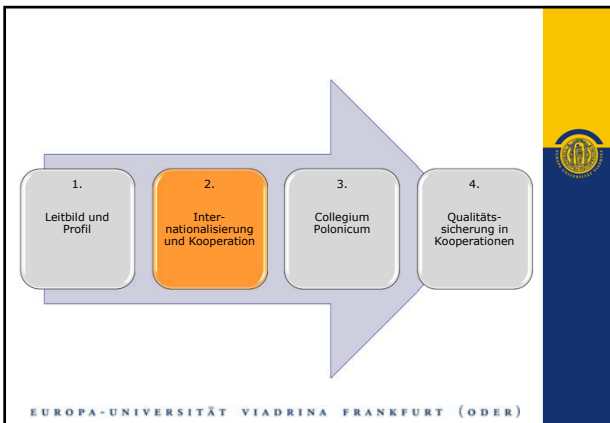 1.
Leitbild und
Profil
2.
Inter-
nationalisierung
und Kooperation
3.
Collegium
Polonicum
4.
Qualitäts-
sicherung in
Kooperationen
EUROPA-UNIVERSITÄT VIADRINA FRANKFURT (ODER)